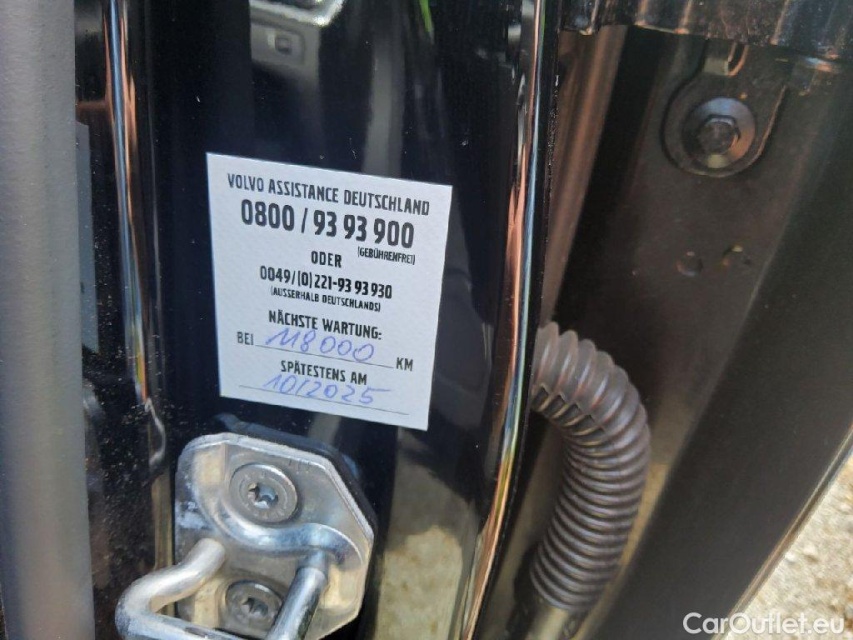 VOLVO ASSISTANCE DEUTSCHLAND
0800 / 93 93 900
(GEBÜHRENFREI)
ODER
0049/(0)221-93 93 930
(AUSSERHALB DEUTSCHLANDS)
NÄCHSTE WARTUNG:
BEI 118000 KM
SPÄTESTENS AM
10/2025
CarOutlet.eu